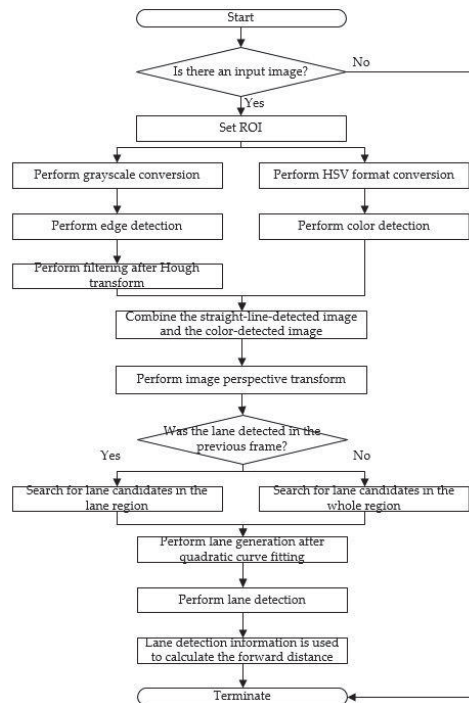 Start
Is there an input image?
No
Yes
Set ROI
Perform grayscale conversion
Perform HSV format conversion
Perform edge detection
Perform color detection
Perform filtering after Hough
transform
Combine the straight-line-detected image
and the color-detected image
Perform image perspective transform
Was the lane detected in the
previous frame?
Yes
No
Search for lane candidates in the
lane region
Search for lane candidates in the
whole region
Perform lane generation after
quadratic curve fitting
Perform lane detection
Lane detection information is used
to calculate the forward distance
Terminate